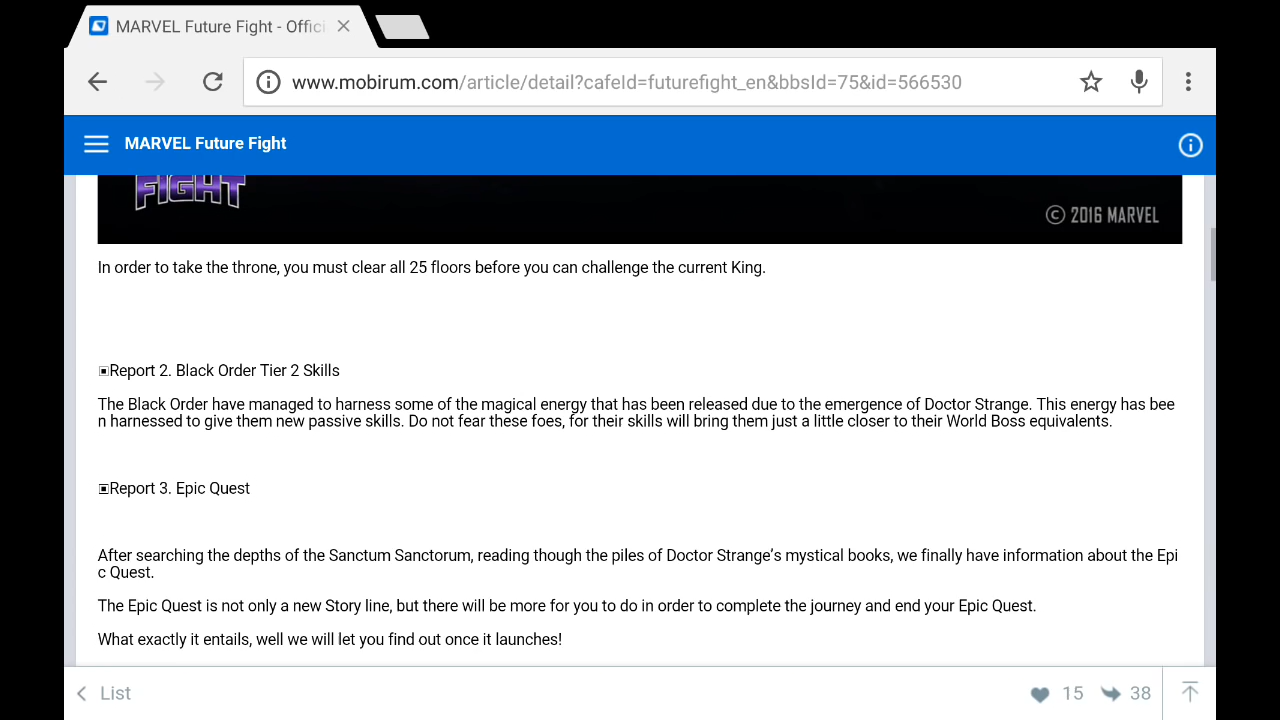 MARVEL Future Fight - Offici
www.mobirum.com/article/detail?cafeId=futurefight_en&bbsId=75&id=566530
MARVEL Future Fight
FIGHT
© 2016 MARVEL
In order to take the throne, you must clear all 25 floors before you can challenge the current King.
▣Report 2. Black Order Tier 2 Skills
The Black Order have managed to harness some of the magical energy that has been released due to the emergence of Doctor Strange. This energy has bee
n harnessed to give them new passive skills. Do not fear these foes, for their skills will bring them just a little closer to their World Boss equivalents.
▣Report 3. Epic Quest
After searching the depths of the Sanctum Sanctorum, reading though the piles of Doctor Strange’s mystical books, we finally have information about the Epi
c Quest.
The Epic Quest is not only a new Story line, but there will be more for you to do in order to complete the journey and end your Epic Quest.
What exactly it entails, well we will let you find out once it launches!
List
15
38